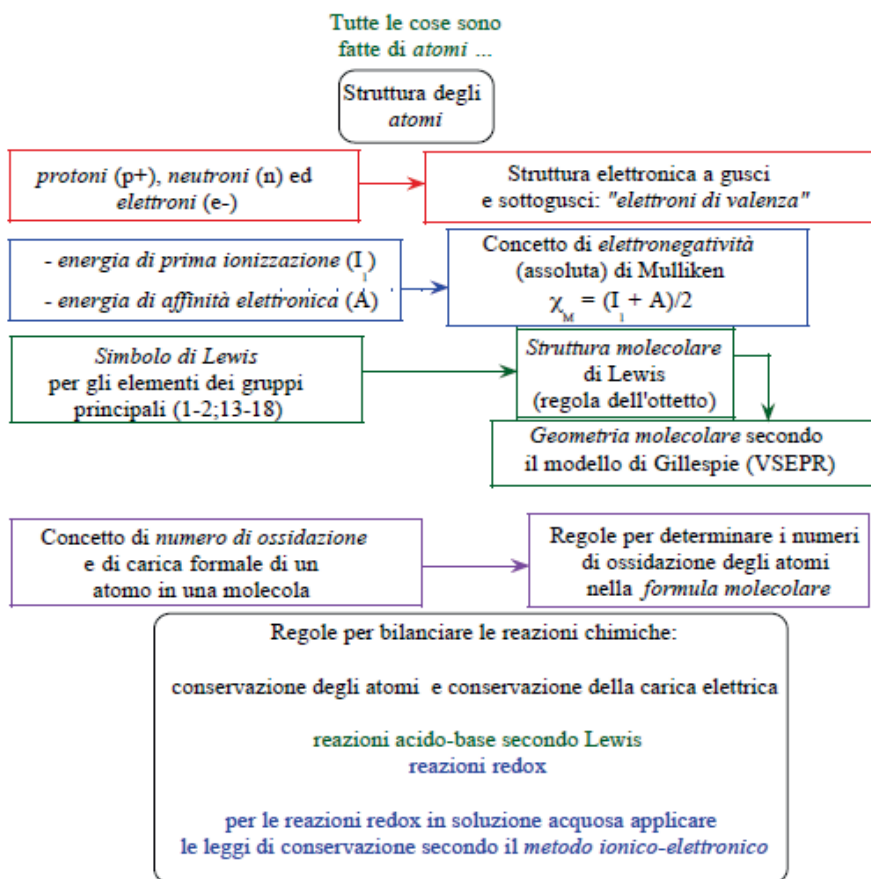 Tutte le cose sono
fatte di atomi ...
Struttura degli
atomi
protoni (p+), neutroni (n) ed
elettroni (e-)
Struttura elettronica a gusci
e sottogusci: "elettroni di valenza"
- energia di prima ionizzazione (I₁)
- energia di affinità elettronica (A)
Concetto di elettronegatività
(assoluta) di Mulliken
χ_M = (I₁ + A)/2
Simbolo di Lewis
per gli elementi dei gruppi
principali (1-2;13-18)
Struttura molecolare
di Lewis
(regola dell'ottetto)
Geometria molecolare secondo
il modello di Gillespie (VSEPR)
Concetto di numero di ossidazione
e di carica formale di un
atomo in una molecola
Regole per determinare i numeri
di ossidazione degli atomi
nella formula molecolare
Regole per bilanciare le reazioni chimiche:
conservazione degli atomi e conservazione della carica elettrica
reazioni acido-base secondo Lewis
reazioni redox
per le reazioni redox in soluzione acquosa applicare
le leggi di conservazione secondo il metodo ionico-elettronico